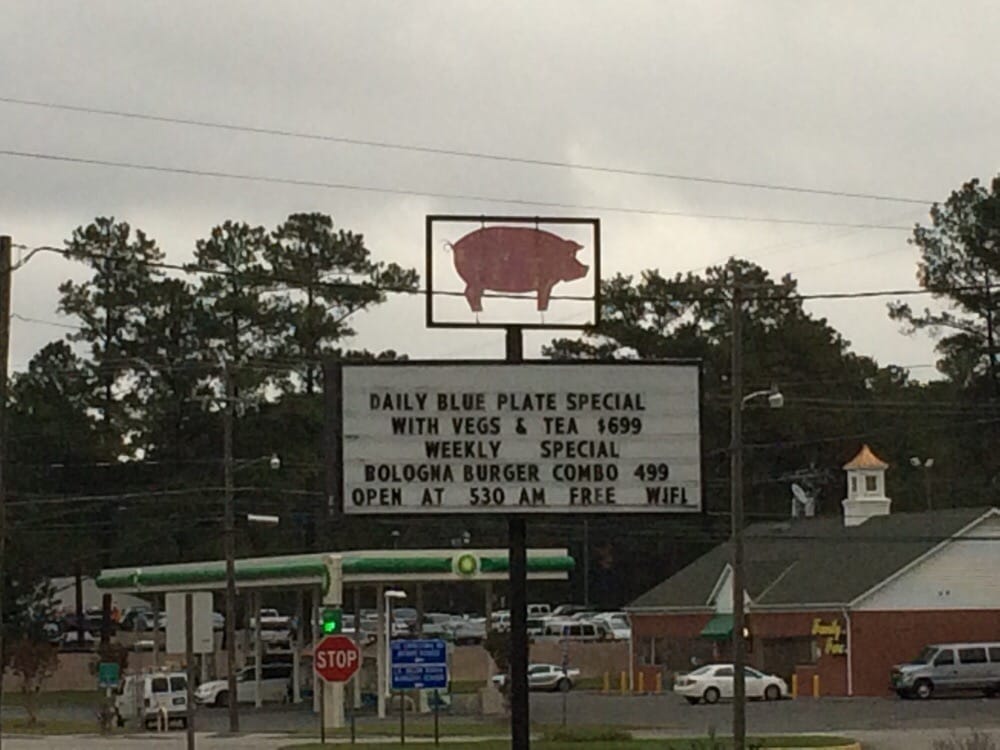 DAILY BLUE PLATE SPECIAL
WITH VEGS & TEA $699
WEEKLY SPECIAL
BOLOGNA BURGER COMBO 499
OPEN AT 530 AM FREE WIFI
bp
STOP
Family